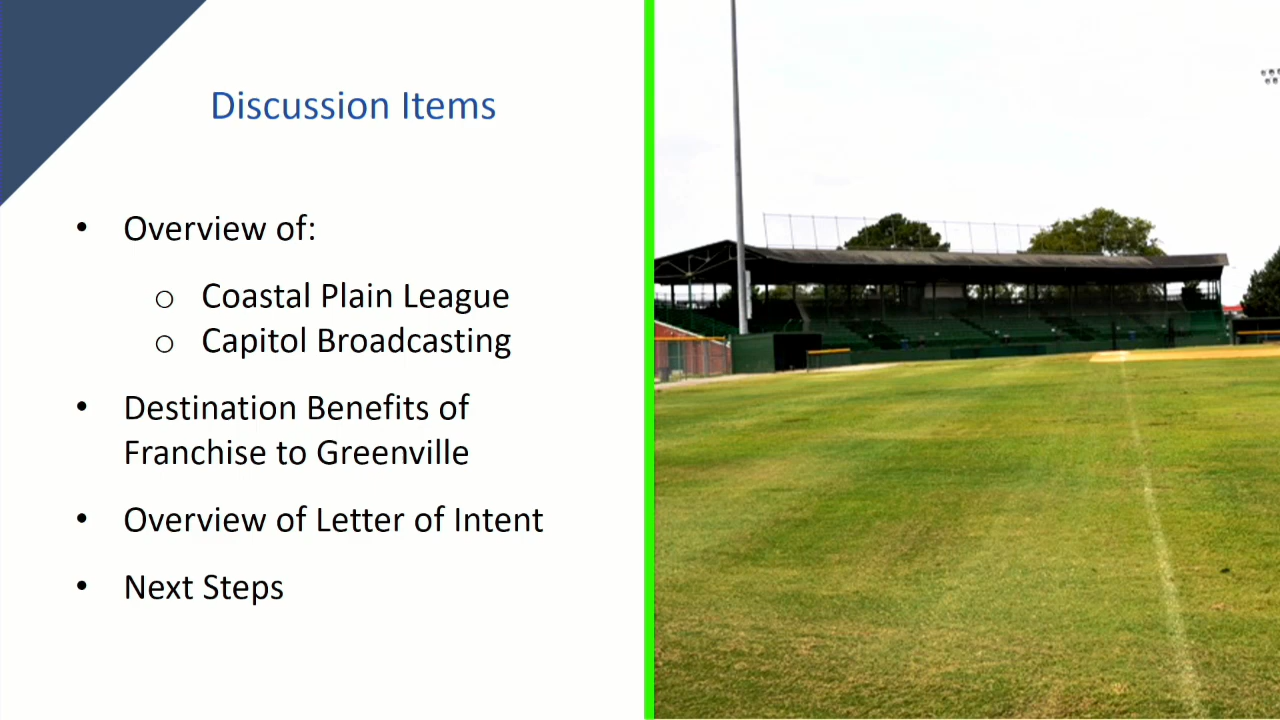 Discussion Items
• Overview of:
o Coastal Plain League
o Capitol Broadcasting
• Destination Benefits of
Franchise to Greenville
• Overview of Letter of Intent
• Next Steps